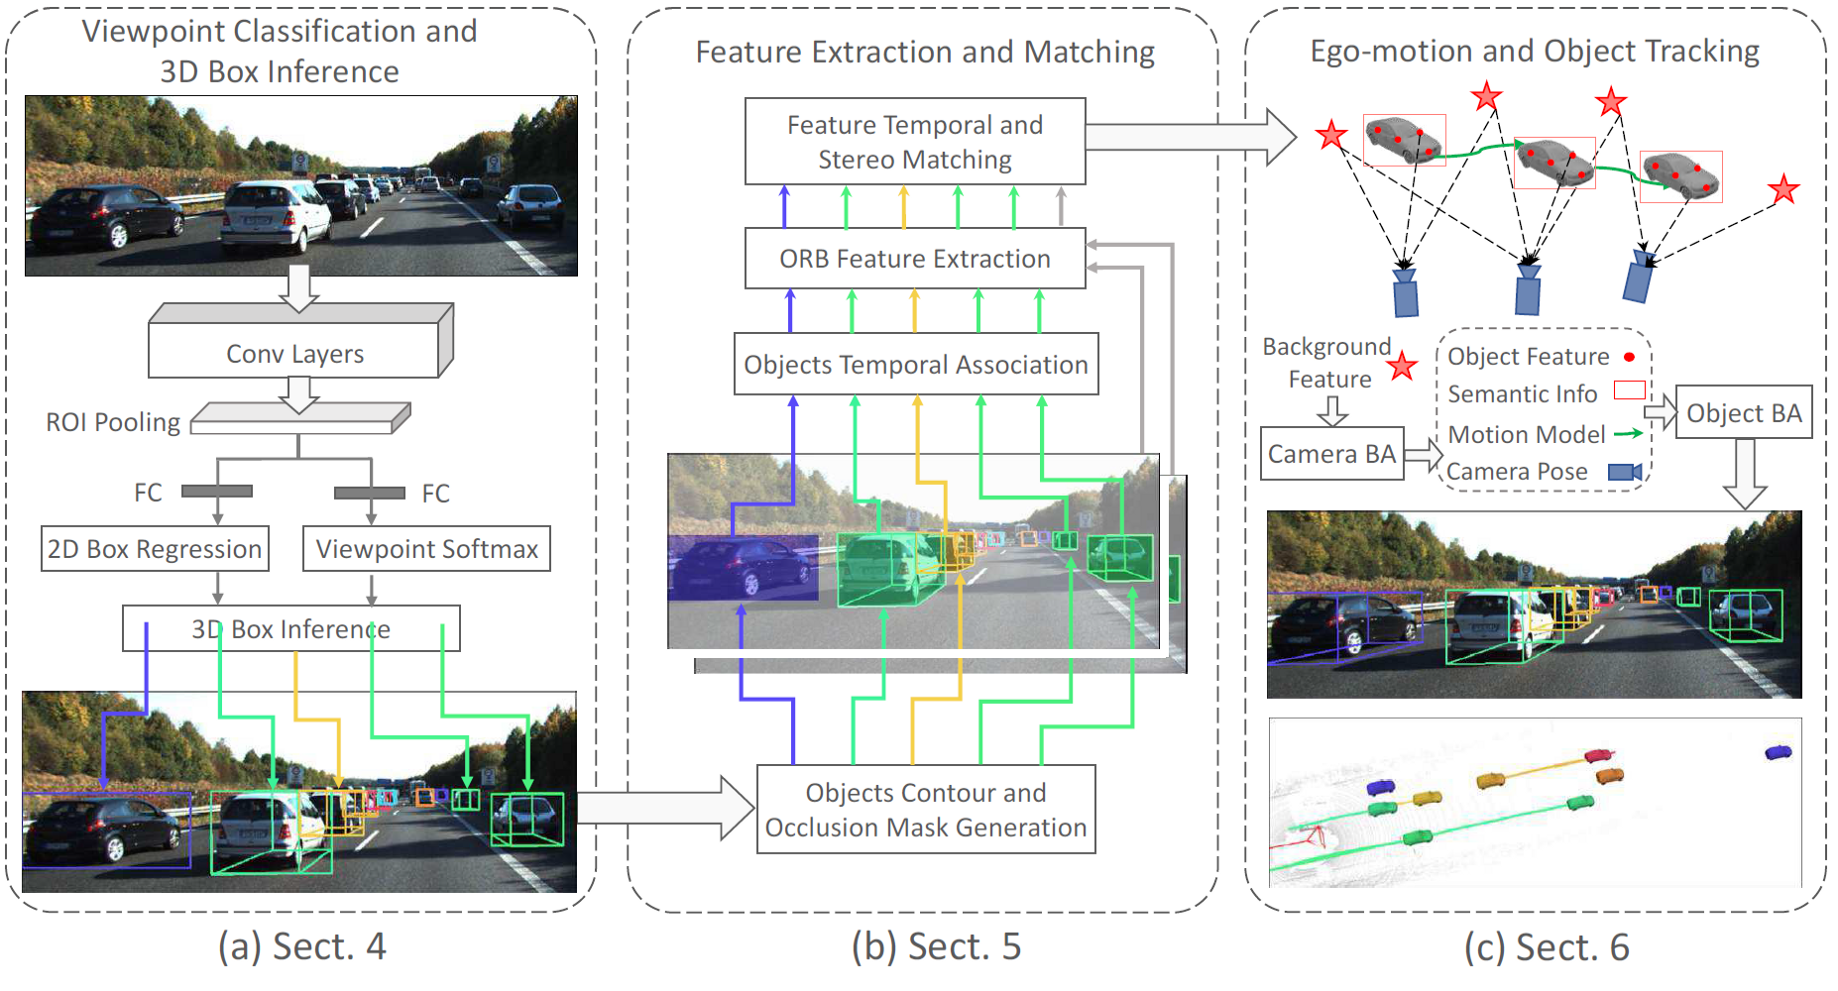 Viewpoint Classification and
3D Box Inference
Conv Layers
ROI Pooling
FC
FC
2D Box Regression
Viewpoint Softmax
3D Box Inference
(a) Sect. 4
Feature Extraction and Matching
Feature Temporal and
Stereo Matching
ORB Feature Extraction
Objects Temporal Association
Objects Contour and
Occlusion Mask Generation
(b) Sect. 5
Ego-motion and Object Tracking
Background
Feature
Camera BA
Object Feature
Semantic Info
Motion Model
Camera Pose
Object BA
(c) Sect. 6